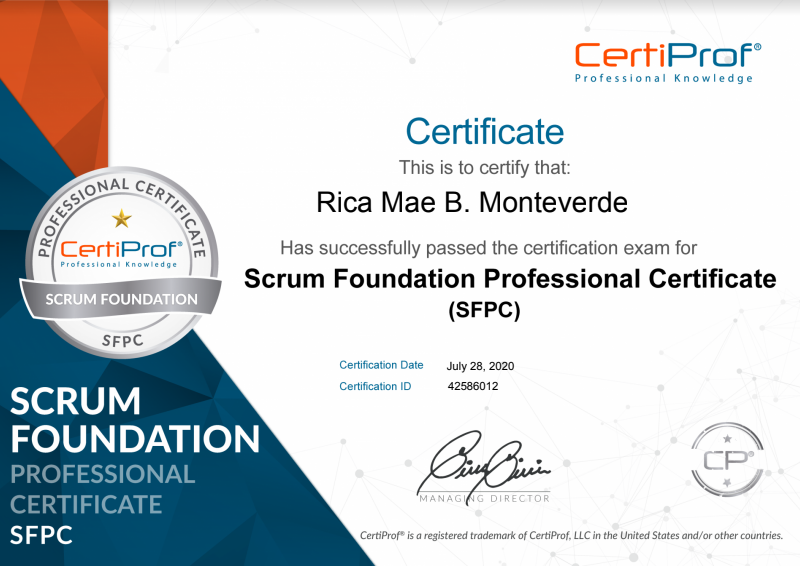 CertiProf®
Professional Knowledge
Certificate
This is to certify that:
Rica Mae B. Monteverde
Has successfully passed the certification exam for
Scrum Foundation Professional Certificate
(SFPC)
PROFESSIONAL CERTIFICATE
CertiProf®
Professional Knowledge
SCRUM FOUNDATION
SFPC
Certification Date July 28, 2020
Certification ID 42586012
SCRUM
FOUNDATION
PROFESSIONAL
CERTIFICATE
SFPC
MANAGING DIRECTOR
CP®
CertiProf® is a registered trademark of CertiProf, LLC in the United States and/or other countries.